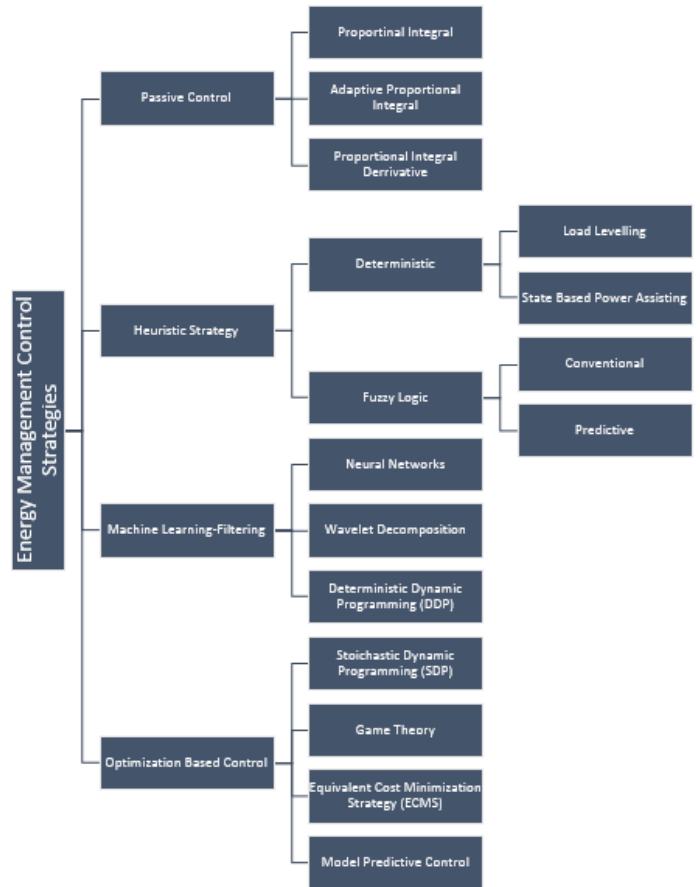 Energy Management Control
Strategies
Passive Control
Proportinal Integral
Adaptive Proportional
Integral
Proportional Integral
Derrivative
Heuristic Strategy
Deterministic
Load Levelling
State Based Power Assisting
Fuzzy Logic
Conventional
Predictive
Machine Learning-Filtering
Neural Networks
Wavelet Decomposition
Deterministic Dynamic
Programming (DDP)
Optimization Based Control
Stoichastic Dynamic
Programming (SDP)
Game Theory
Equivalent Cost Minimization
Strategy (ECMS)
Model Predictive Control